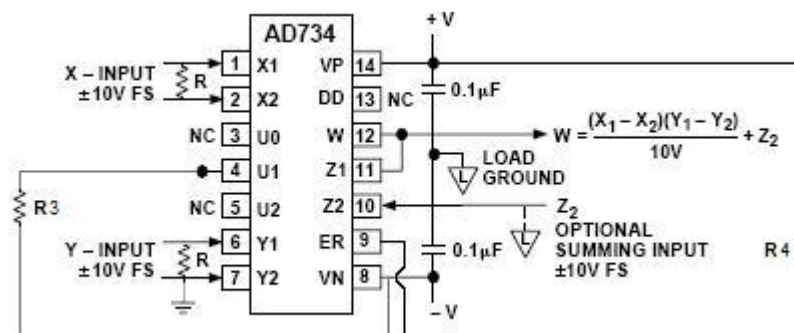 AD734
+ V
X – INPUT
±10V FS
R
1 X1
2 X2
NC 3 U0
4 U1
NC 5 U2
6 Y1
7 Y2
VP 14
DD 13 NC
W 12
Z1 11
Z2 10
ER 9
VN 8
0.1μF
W = (X1 – X2)(Y1 – Y2)
10V
+ Z2
L
LOAD
GROUND
Z2
L
OPTIONAL
SUMMING INPUT
±10V FS
R3
Y – INPUT
±10V FS
R
0.1μF
R4
– V